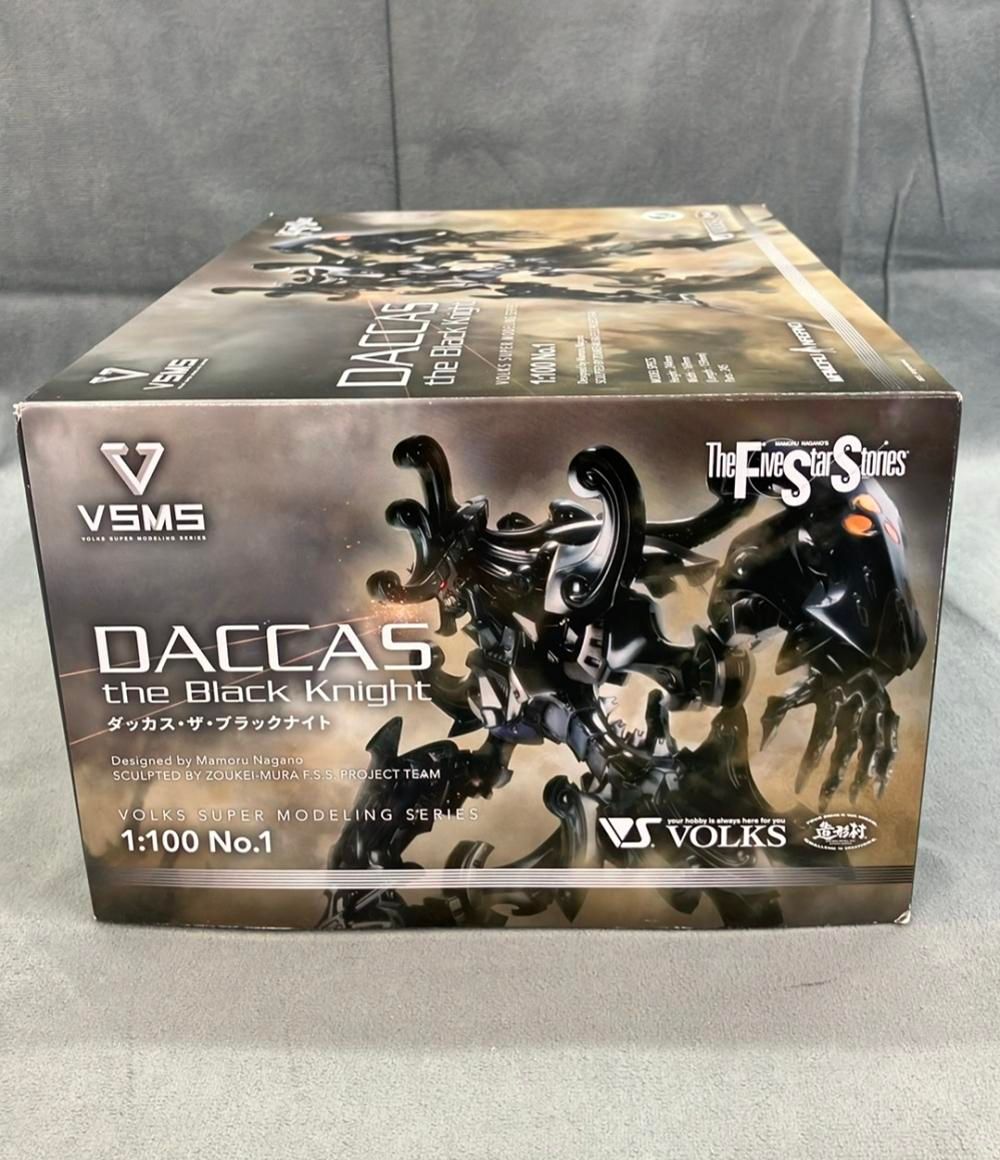 DACCAS
the Black Knight
VOLKS SUPER MODELING SERIES
1:100 No.1
VSMS
VSMS
VOLKS SUPER MODELING SERIES
MAMORU NAGANO'S
The Five Star Stories
DACCAS
the Black Knight
ダッカス・ザ・ブラックナイト
Designed by Mamoru Nagano
SCULPTED BY ZOUKEI-MURA F.S.S. PROJECT TEAM
VOLKS SUPER MODELING SERIES
1:100 No.1
VS.
your hobby is always here for you
VOLKS
造形村